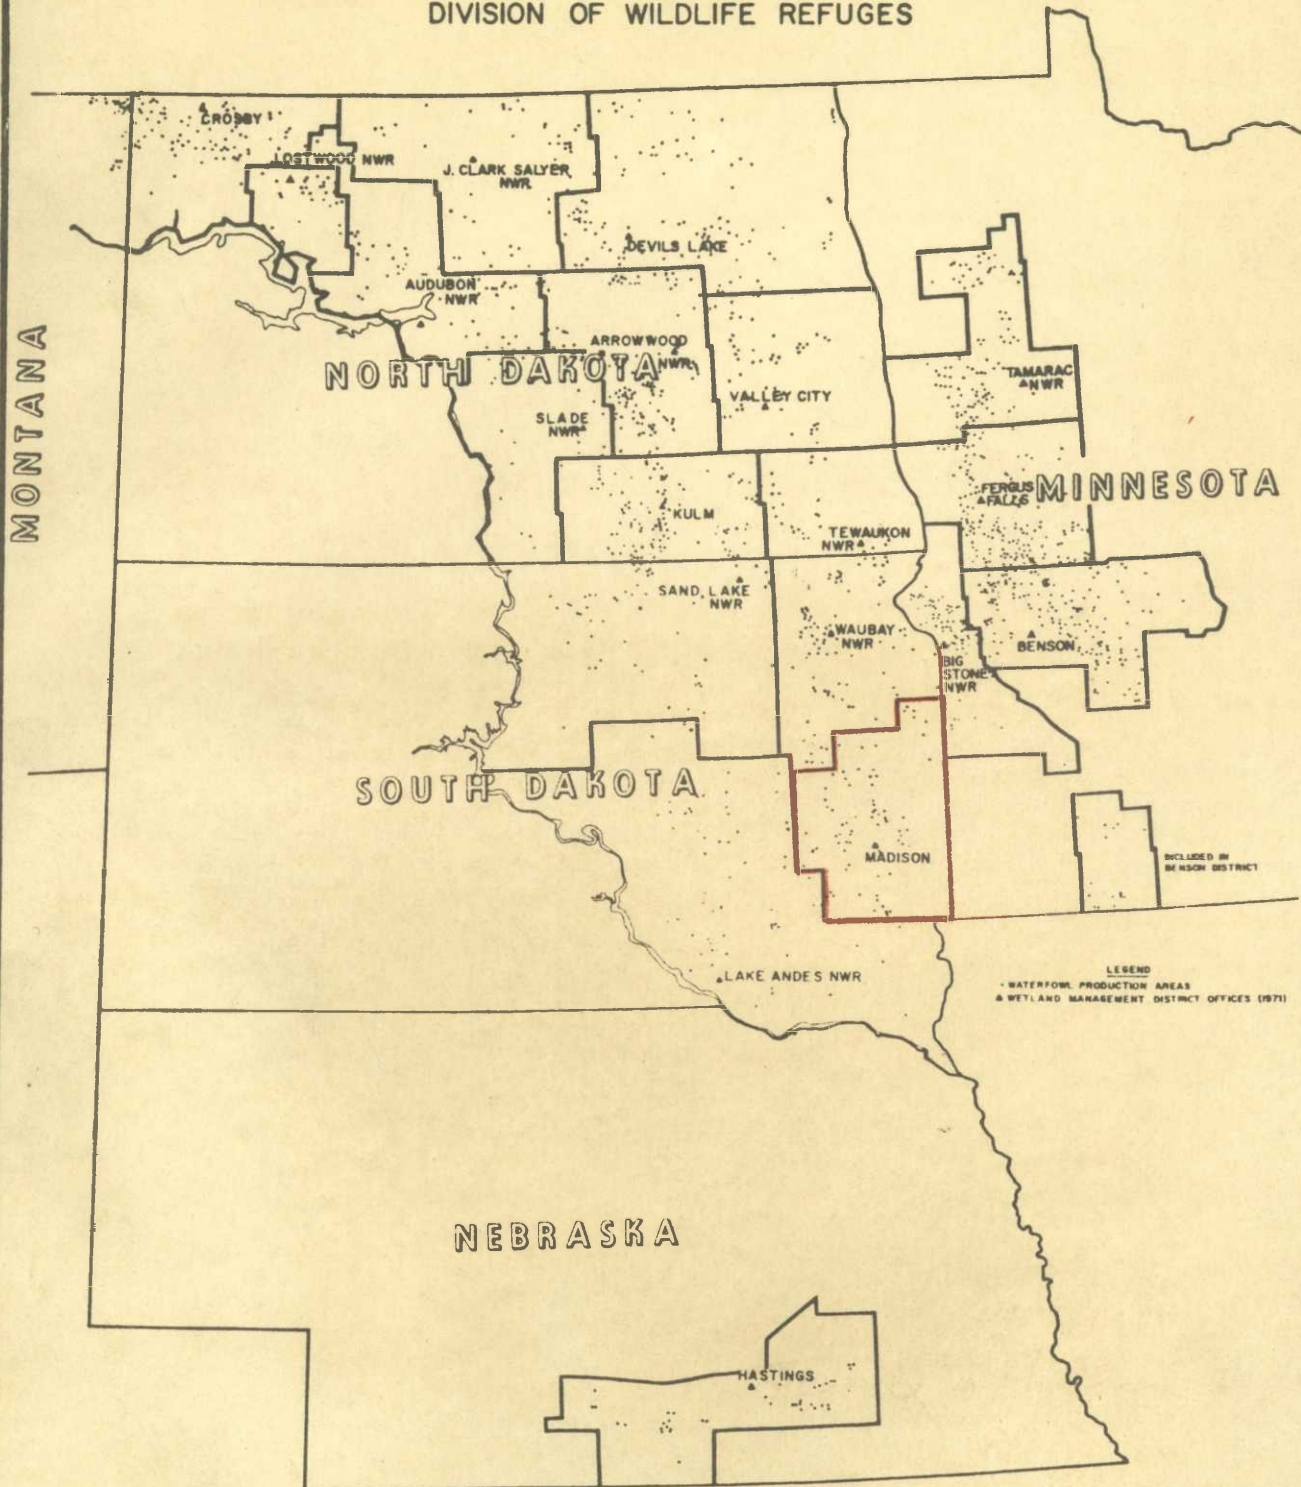 DIVISION OF WILDLIFE REFUGES
CROSBY
LOSTWOOD NWR
J. CLARK SALYER
NWR
DEVILS LAKE
AUDUBON
NWR
ARROWWOOD
NWR
MONTANA
NORTH DAKOTA
TAMARAC
NWR
VALLEY CITY
SLADE
NWR
FERGUS
FALLS
MINNESOTA
KULM
TEWAUKON
NWR
SAND LAKE
NWR
WAUBAY
NWR
BENSON
BIG
STONE
NWR
SOUTH DAKOTA
MADISON
INCLUDED IN
BENSON DISTRICT
LAKE ANDES NWR
LEGEND
WATERFOWL PRODUCTION AREAS
WETLAND MANAGEMENT DISTRICT OFFICES (1971)
NEBRASKA
HASTINGS